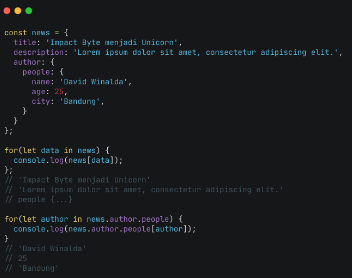 const news = {
  title: 'Impact Byte menjadi Unicorn',
  description: 'Lorem ipsum dolor sit amet, consectetur adipiscing elit.',
  author: {
    people: {
      name: 'David Winalda',
      age: 25,
      city: 'Bandung',
    }
  }
};

for(let data in news) {
  console.log(news[data]);
};
// 'Impact Byte menjadi Unicorn'
// 'Lorem ipsum dolor sit amet, consectetur adipiscing elit.'
// people {...}

for(let author in news.author.people) {
  console.log(news.author.people[author]);
}
// 'David Winalda'
// 25
// 'Bandung'